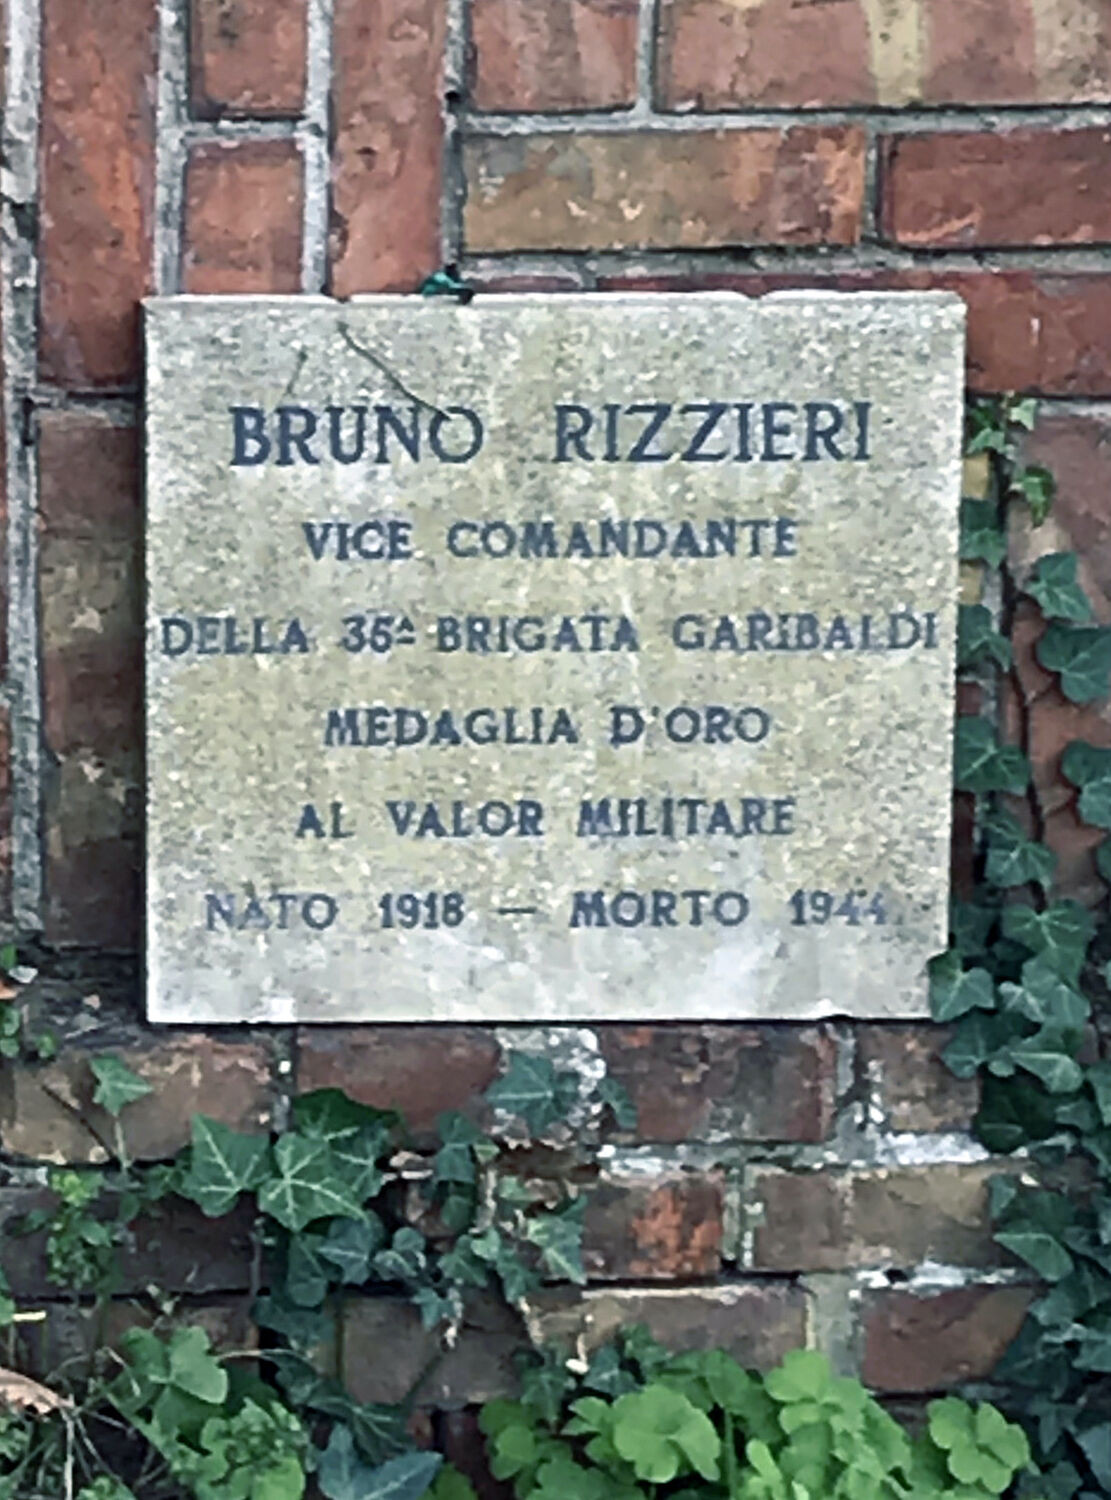 BRUNO RIZZIERI
VICE COMANDANTE
DELLA 35ª BRIGATA GARIBALDI
MEDAGLIA D'ORO
AL VALOR MILITARE
NATO 1918 — MORTO 1944